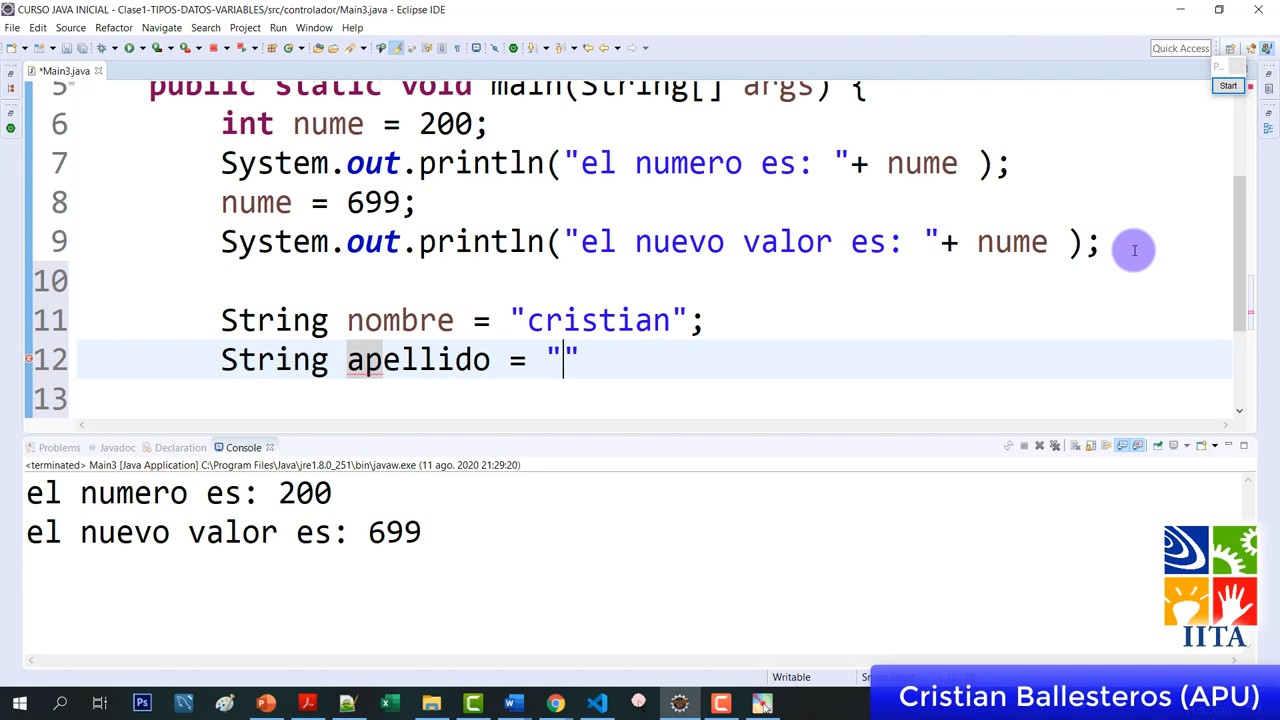 CURSO JAVA INICIAL - Clase1-TIPOS-DATOS-VARIABLES/src/controlador/Main3.java - Eclipse IDE
File Edit Source Refactor Navigate Search Project Run Window Help
Quick Access
*Main3.java
P...
Start
5 public static void main(String[] args) {
6 int nume = 200;
7 System.out.println("el numero es: "+ nume );
8 nume = 699;
9 System.out.println("el nuevo valor es: "+ nume );
10
11 String nombre = "cristian";
12 String apellido = ""
13
Problems Javadoc Declaration Console
<terminated> Main3 [Java Application] C:\Program Files\Java\jre1.8.0_251\bin\javaw.exe (11 ago. 2020 21:29:20)
el numero es: 200
el nuevo valor es: 699
IITA
Writable
Cristian Ballesteros (APU)